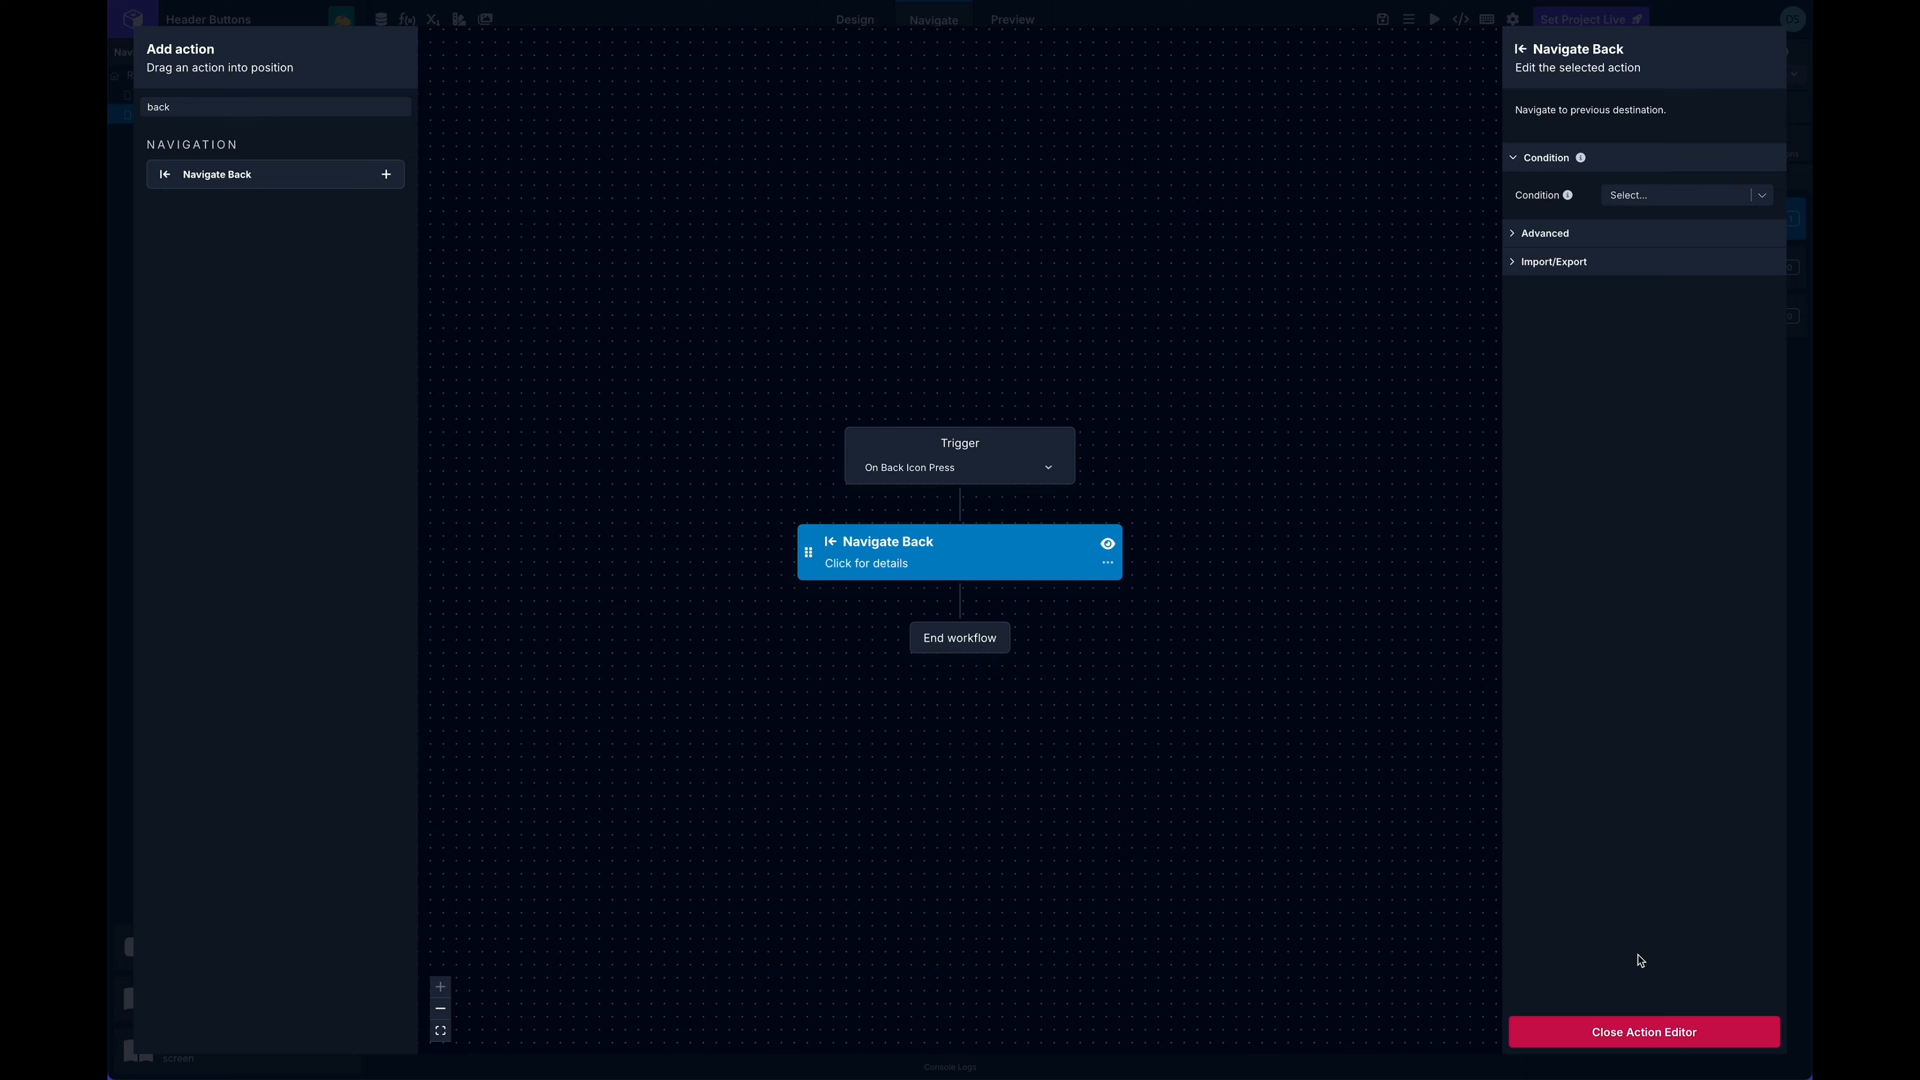 Header Buttons
Design
Navigate
Preview
Set Project Live
DS
Nav
Add action
Drag an action into position
back
NAVIGATION
Navigate Back
Trigger
On Back Icon Press
Navigate Back
Click for details
End workflow
Navigate Back
Edit the selected action
Navigate to previous destination.
Condition
Condition
Select...
Advanced
Import/Export
Close Action Editor
screen
Console Logs